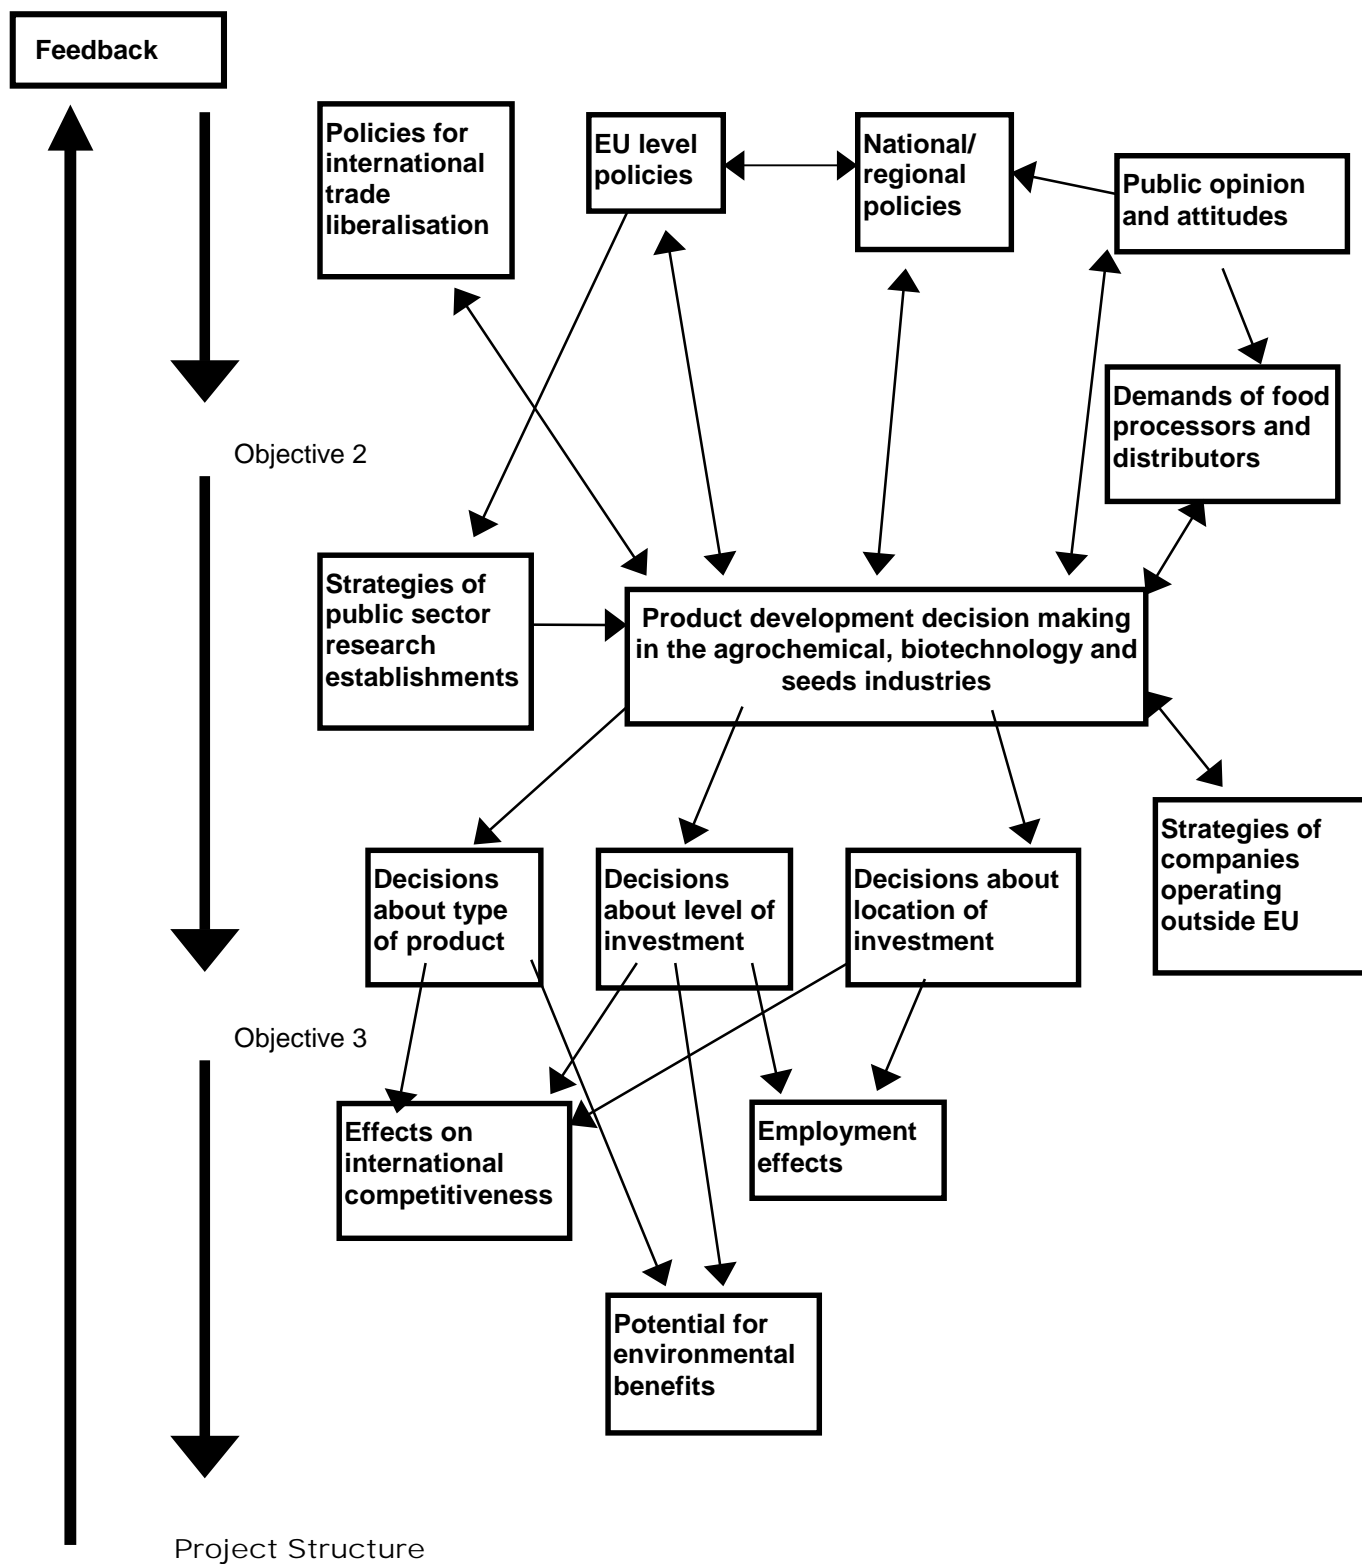 Feedback
Policies for
international
trade
liberalisation
EU level
policies
National/
regional
policies
Public opinion
and attitudes
Demands of food
processors and
distributors
Objective 2
Strategies of
public sector
research
establishments
Product development decision making
in the agrochemical, biotechnology and
seeds industries
Strategies of
companies
operating
outside EU
Decisions
about type
of product
Decisions
about level of
investment
Decisions about
location of
investment
Objective 3
Effects on
international
competitiveness
Employment
effects
Potential for
environmental
benefits
Project Structure